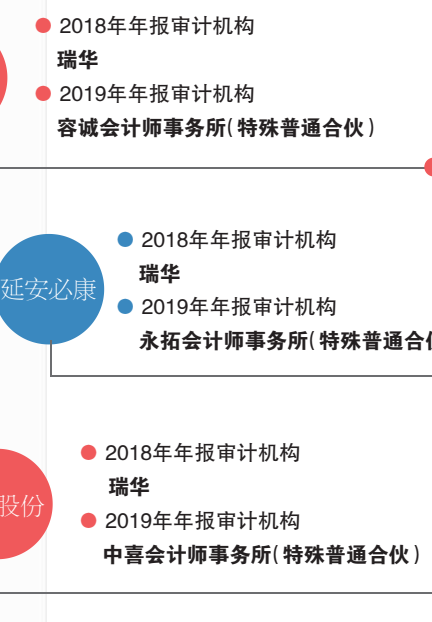 2018年年报审计机构
瑞华
2019年年报审计机构
容诚会计师事务所(特殊普通合伙)
延安必康
2018年年报审计机构
瑞华
2019年年报审计机构
永拓会计师事务所(特殊普通合
股份
2018年年报审计机构
瑞华
2019年年报审计机构
中喜会计师事务所(特殊普通合伙)